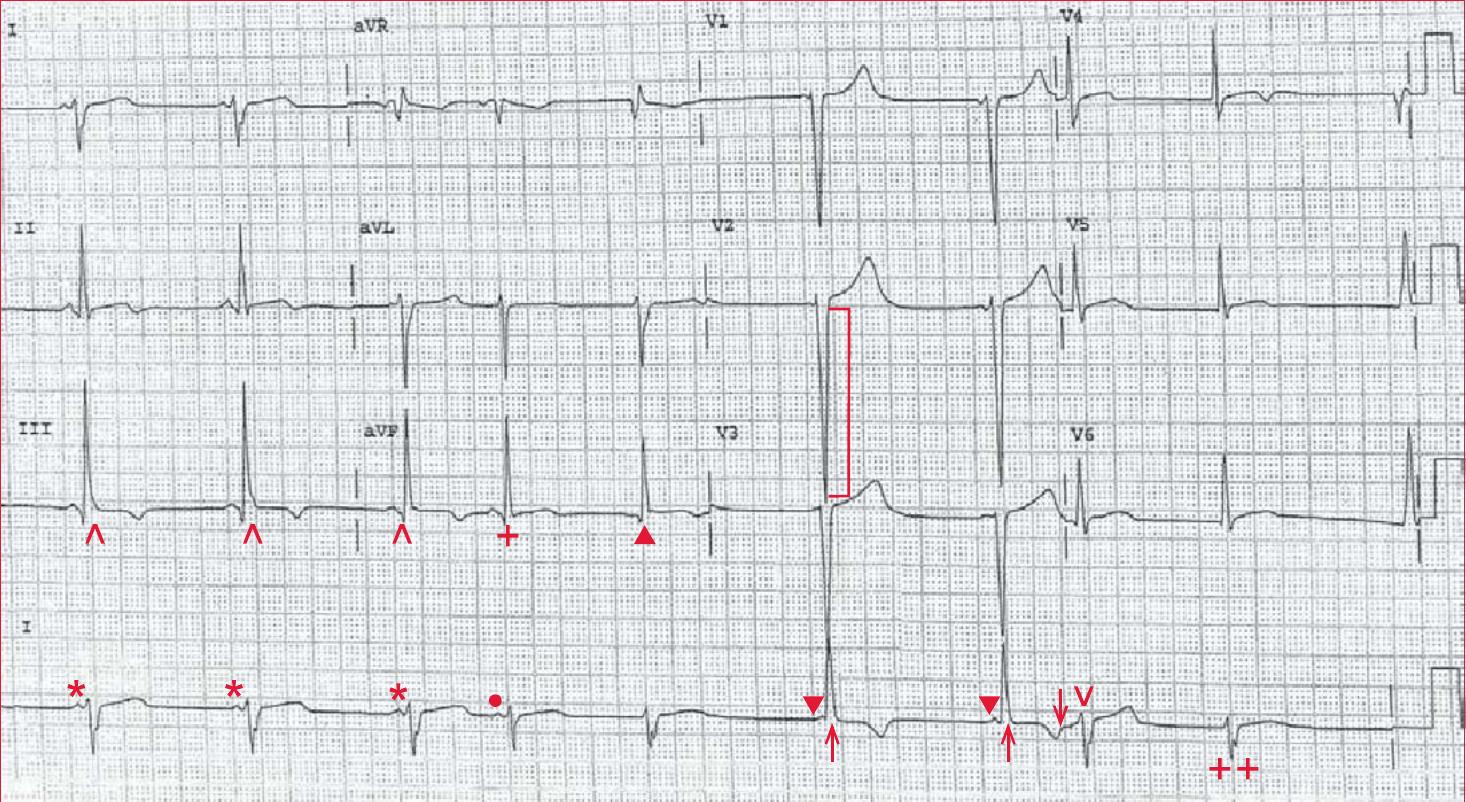 I aVR V1 V4
II aVL V2 V5
III aVF V3 V6
^ ^ ^ + ▲
I
* * * • ▼ ▼ ↓ V
↑ ↑
+ +